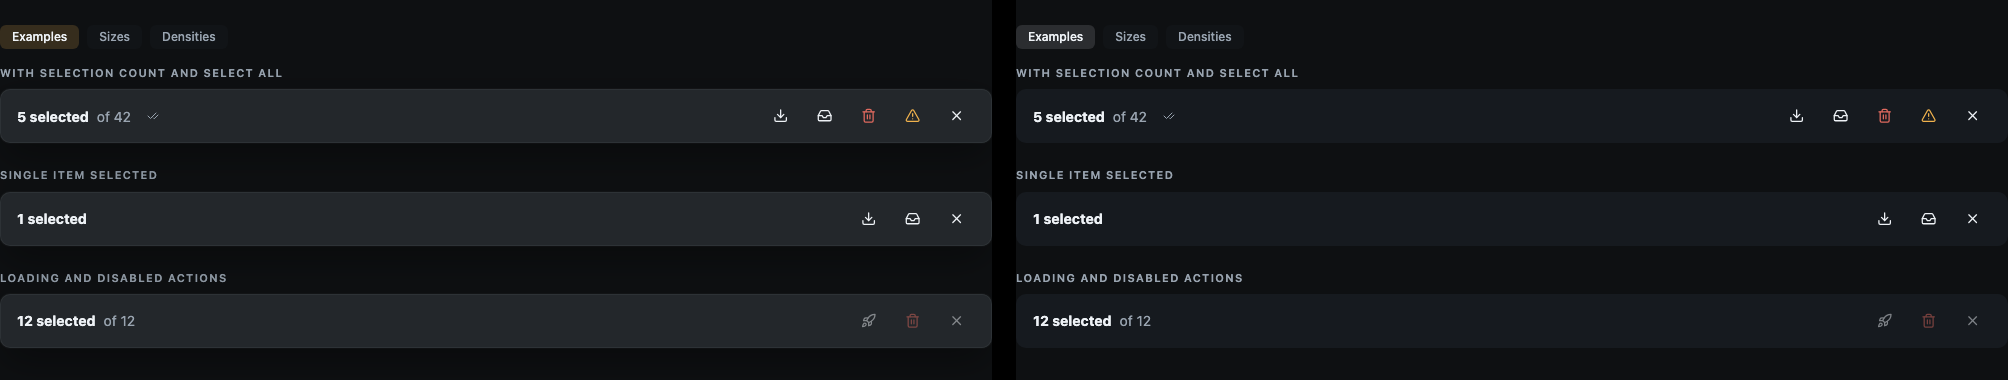 Examples Sizes Densities
WITH SELECTION COUNT AND SELECT ALL
5 selected of 42
SINGLE ITEM SELECTED
1 selected
LOADING AND DISABLED ACTIONS
12 selected of 12
Examples Sizes Densities
WITH SELECTION COUNT AND SELECT ALL
5 selected of 42
SINGLE ITEM SELECTED
1 selected
LOADING AND DISABLED ACTIONS
12 selected of 12